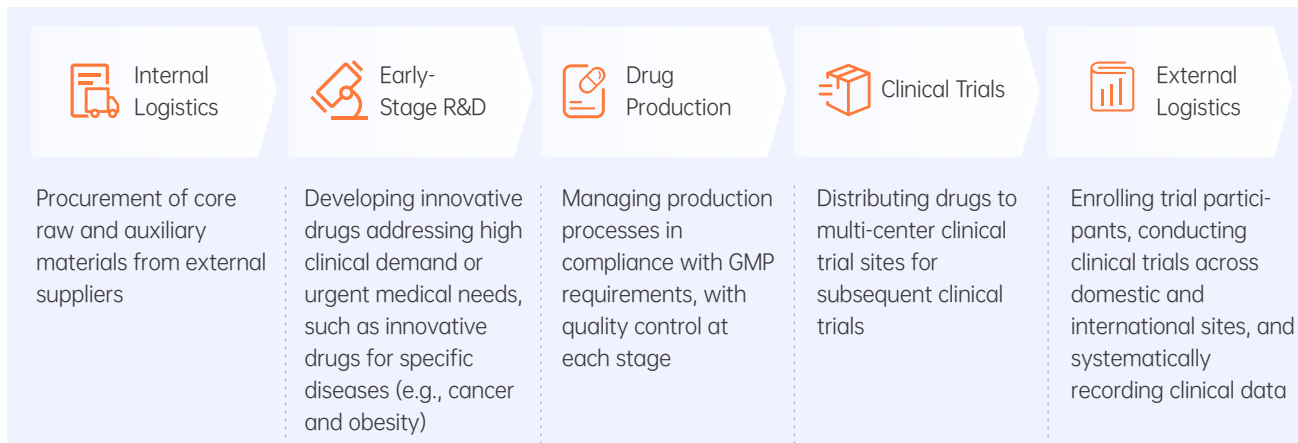 Internal
Logistics
Early-
Stage R&D
Drug
Production
Clinical Trials
External
Logistics
Procurement of core
raw and auxiliary
materials from external
suppliers
Developing innovative
drugs addressing high
clinical demand or
urgent medical needs,
such as innovative
drugs for specific
diseases (e.g., cancer
and obesity)
Managing production
processes in
compliance with GMP
requirements, with
quality control at
each stage
Distributing drugs to
multi-center clinical
trial sites for
subsequent clinical
trials
Enrolling trial partici-
pants, conducting
clinical trials across
domestic and
international sites, and
systematically
recording clinical data